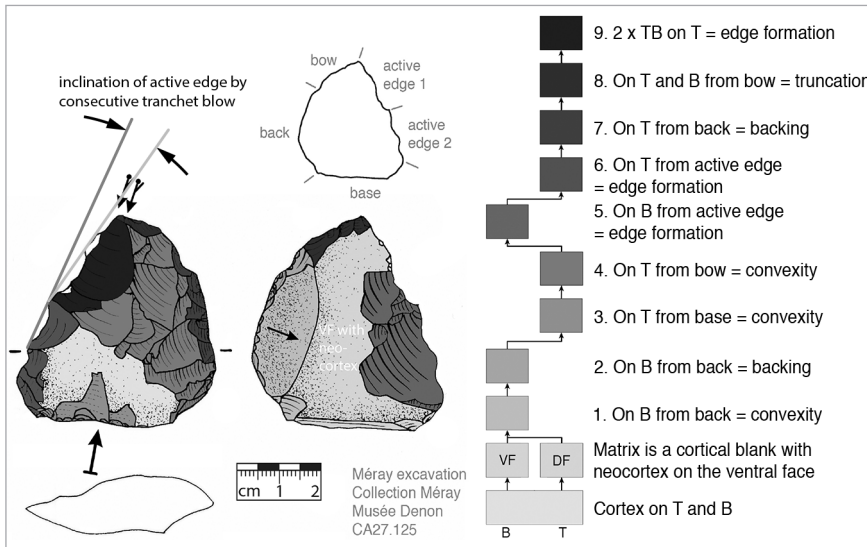 inclination of active edge by
consecutive tranchet blow
bow
active
edge 1
back
active
edge 2
base
VF with
neo-
cortex
cm 1 2
Méray excavation
Collection Méray
Musée Denon
CA27.125
9. 2 x TB on T = edge formation
8. On T and B from bow = truncation
7. On T from back = backing
6. On T from active edge
= edge formation
5. On B from active edge
= edge formation
4. On T from bow = convexity
3. On T from base = convexity
2. On B from back = backing
1. On B from back = convexity
VF DF
Matrix is a cortical blank with
neocortex on the ventral face
Cortex on T and B
B T